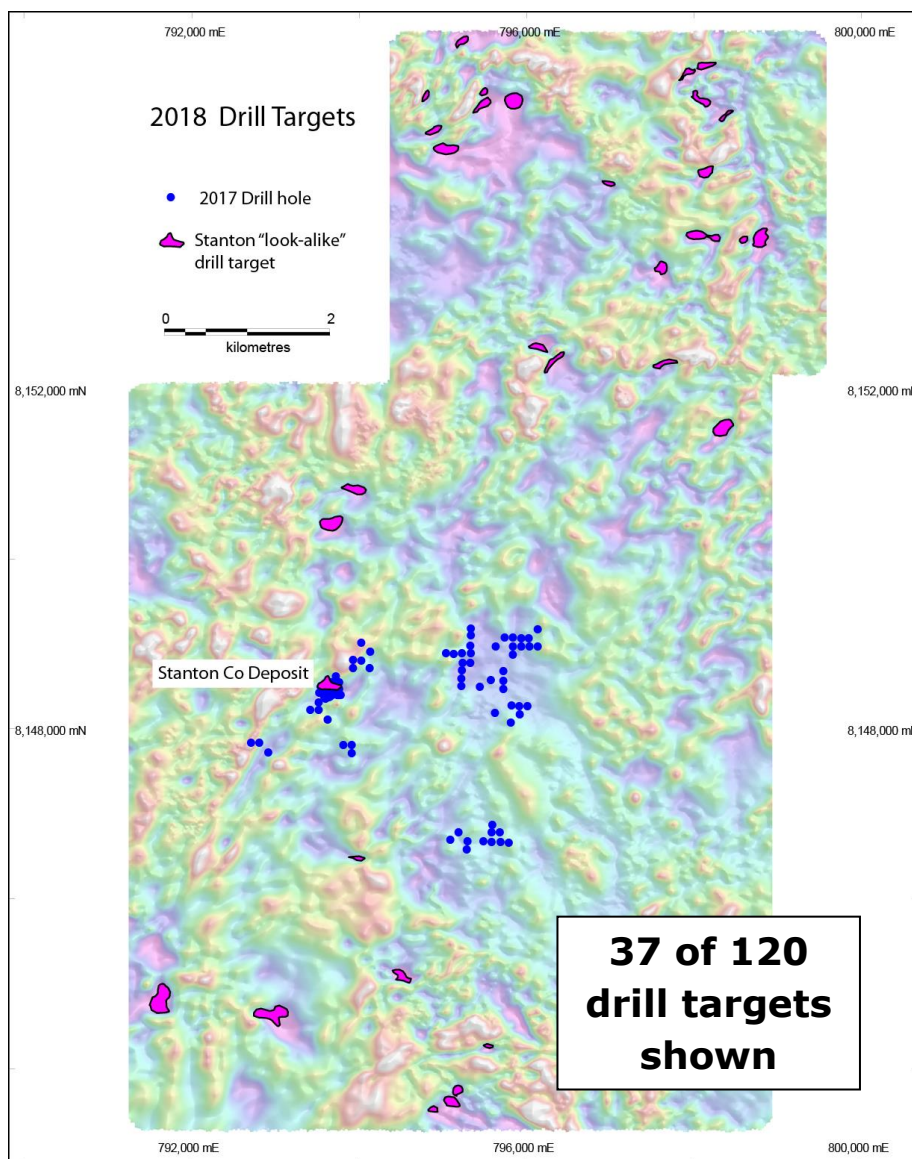 792,000 mE 796,000 mE 800,000 mE
2018 Drill Targets
2017 Drill hole
Stanton "look-alike"
drill target
0 2
kilometres
8,152,000 mN 8,152,000 mN
Stanton Co Deposit
8,148,000 mN 8,148,000 mN
37 of 120
drill targets
shown
792,000 mE 796,000 mE 800,000 mE